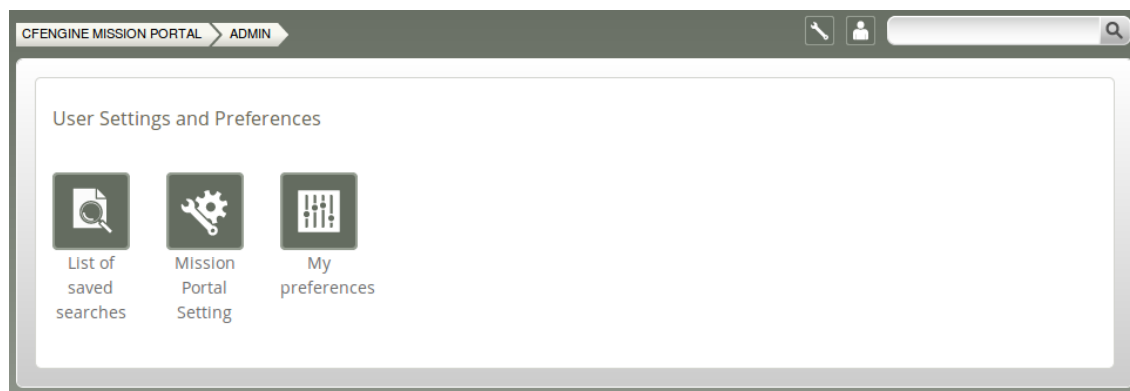 CFENGINE MISSION PORTAL ADMIN
User Settings and Preferences
List of
saved
searches
Mission
Portal
Setting
My
preferences